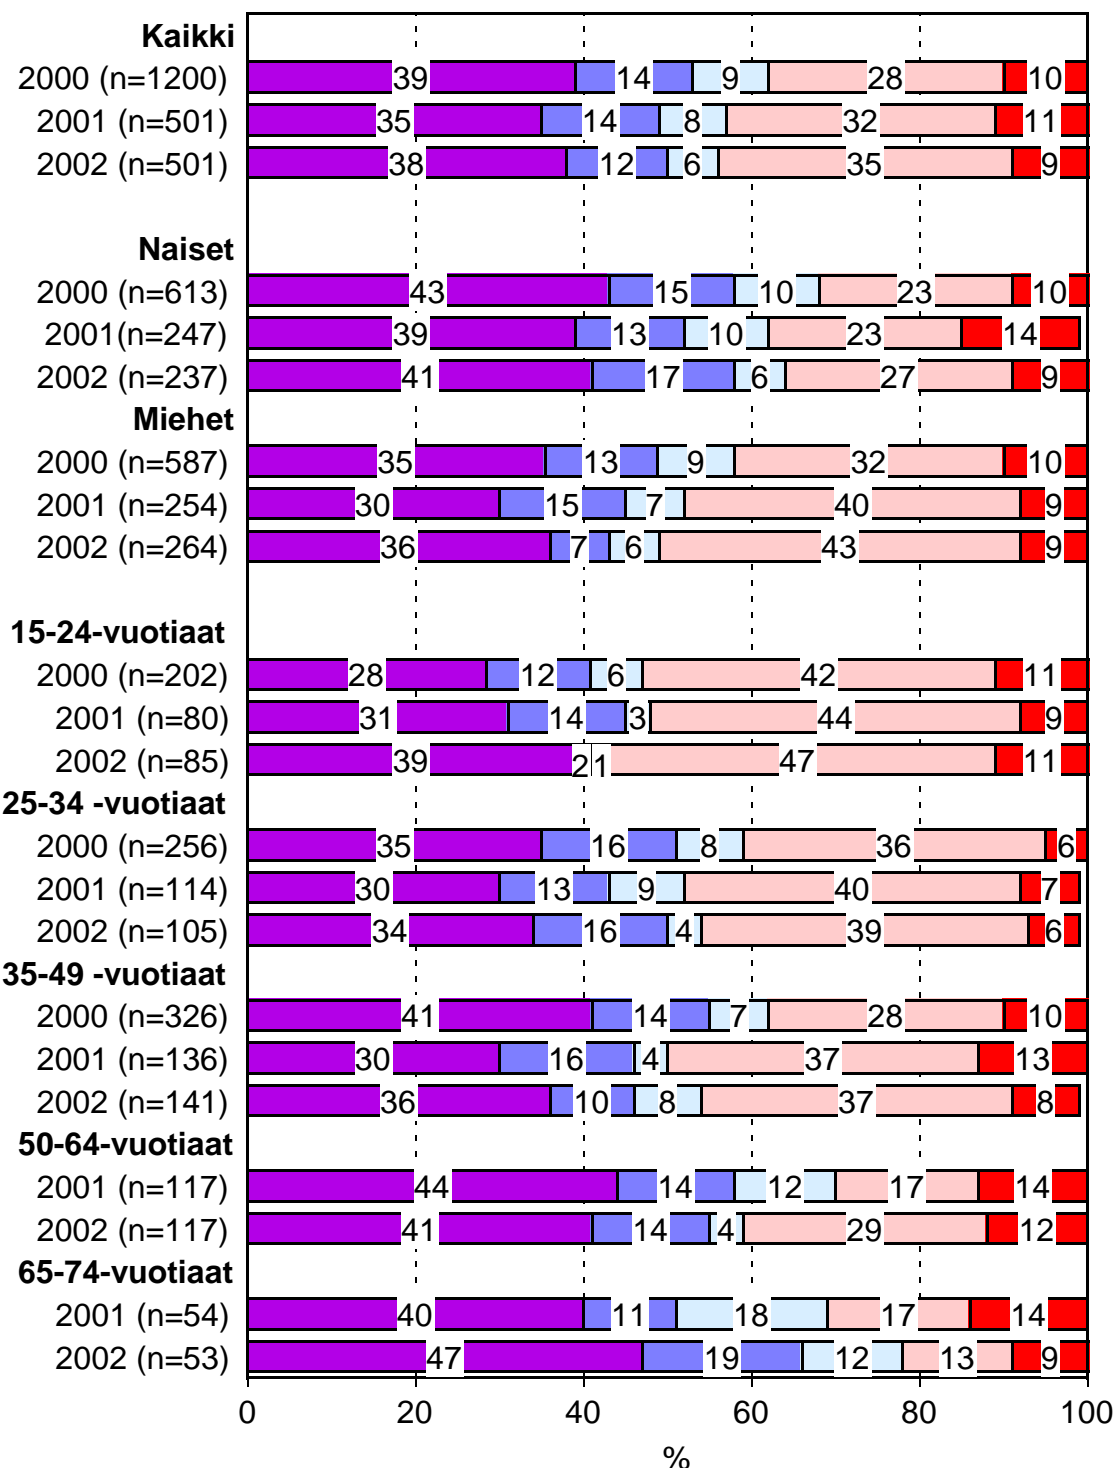 Kaikki
2000 (n=1200) 39 14 9 28 10
2001 (n=501) 35 14 8 32 11
2002 (n=501) 38 12 6 35 9
Naiset
2000 (n=613) 43 15 10 23 10
2001(n=247) 39 13 10 23 14
2002 (n=237) 41 17 6 27 9
Miehet
2000 (n=587) 35 13 9 32 10
2001 (n=254) 30 15 7 40 9
2002 (n=264) 36 7 6 43 9
15-24-vuotiaat
2000 (n=202) 28 12 6 42 11
2001 (n=80) 31 14 3 44 9
2002 (n=85) 39 2 1 47 11
25-34 -vuotiaat
2000 (n=256) 35 16 8 36 6
2001 (n=114) 30 13 9 40 7
2002 (n=105) 34 16 4 39 6
35-49 -vuotiaat
2000 (n=326) 41 14 7 28 10
2001 (n=136) 30 16 4 37 13
2002 (n=141) 36 10 8 37 8
50-64-vuotiaat
2001 (n=117) 44 14 12 17 14
2002 (n=117) 41 14 4 29 12
65-74-vuotiaat
2001 (n=54) 40 11 18 17 14
2002 (n=53) 47 19 12 13 9
0 20 40 60 80 100
%